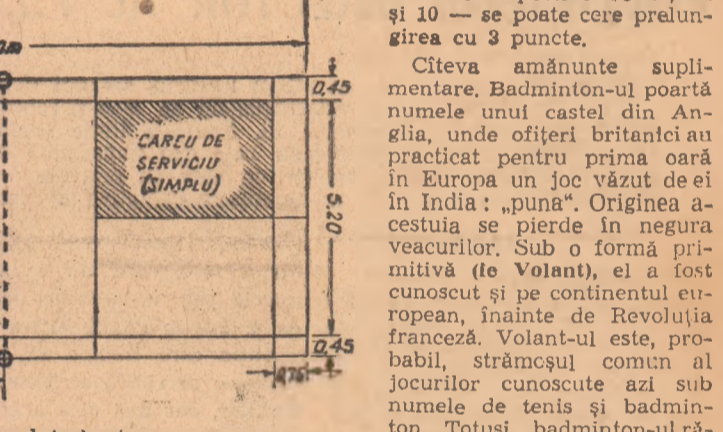 și 10 — se poate cere prelun-
girea cu 3 puncte.
Cîteva amănunte supli-
mentare. Badminton-ul poartă
numele unui castel din An-
glia, unde ofițeri britanici au
practicat pentru prima oară
în Europa un joc văzut de ei
în India : „puna“. Originea a-
cestuia se pierde în negura
veacurilor. Sub o formă pri-
mitivă (le Volant), el a fost
cunoscut și pe continentul eu-
ropean, înainte de Revoluția
franceză. Volant-ul este, pro-
babil, strămoșul comun al
jocurilor cunoscute azi sub
numele de tenis și badmin-
ton. Totuși, badminton-ul ră-
0,45
CAREU DE
SERVICIU
(SIMPLU)
5.20
0,45
0,76